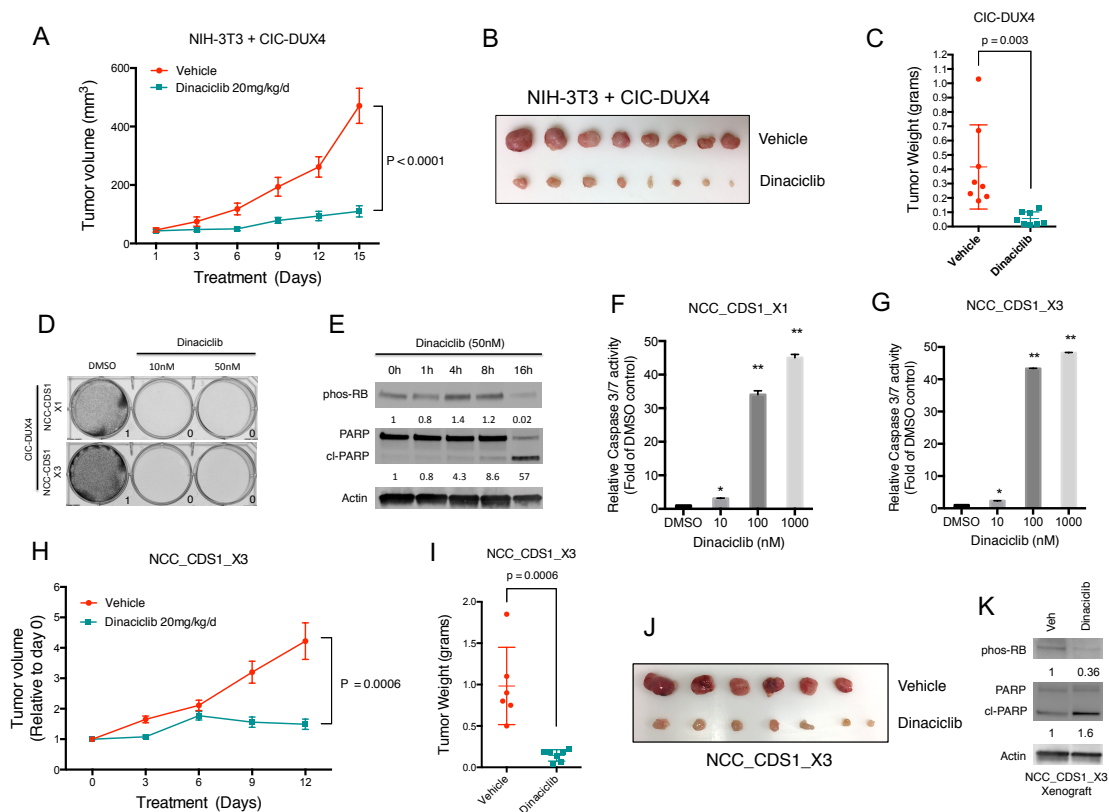 A
NIH-3T3 + CIC-DUX4
Vehicle
Dinaciclib 20mg/kg/d
Tumor volume (mm3)
600
400
200
0
1 3 6 9 12 15
Treatment (Days)
P < 0.0001
B
NIH-3T3 + CIC-DUX4
Vehicle
Dinaciclib
C
CIC-DUX4
p = 0.003
Tumor Weight (grams)
1.2
1.1
1.0
0.9
0.8
0.7
0.6
0.5
0.4
0.3
0.2
0.1
0.0
Vehicle Dinaciclib
D
Dinaciclib
DMSO 10nM 50nM
CIC-DUX4
NCC-CDS1
X1
1 0 0
NCC-CDS1
X3
1 0 0
E
Dinaciclib (50nM)
0h 1h 4h 8h 16h
phos-RB
1 0.8 1.4 1.2 0.02
PARP
cl-PARP
1 0.8 4.3 8.6 57
Actin
F
NCC_CDS1_X1
Relative Caspase 3/7 activity
(Fold of DMSO control)
50
40
30
20
10
0
* ** **
DMSO 10 100 1000
Dinaciclib (nM)
G
NCC_CDS1_X3
Relative Caspase 3/7 activity
(Fold of DMSO control)
50
40
30
20
10
0
* ** **
DMSO 10 100 1000
Dinaciclib (nM)
H
NCC_CDS1_X3
Vehicle
Dinaciclib 20mg/kg/d
Tumor volume
(Relative to day 0)
6
5
4
3
2
1
0
0 3 6 9 12
Treatment (Days)
P = 0.0006
I
NCC_CDS1_X3
p = 0.0006
Tumor Weight (grams)
2.0
1.5
1.0
0.5
0.0
Vehicle Dinaciclib
J
Vehicle
Dinaciclib
NCC_CDS1_X3
K
Veh Dinaciclib
phos-RB
1 0.36
PARP
cl-PARP
1 1.6
Actin
NCC_CDS1_X3
Xenograft